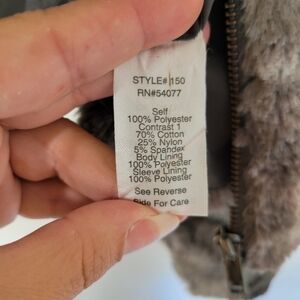 STYLE# 150
RN#54077
Self
100% Polyester
Contrast 1
70% Cotton
25% Nylon
5% Spandex
Body Lining
100% Polyester
Sleeve Lining
100% Polyester
See Reverse
Side For Care